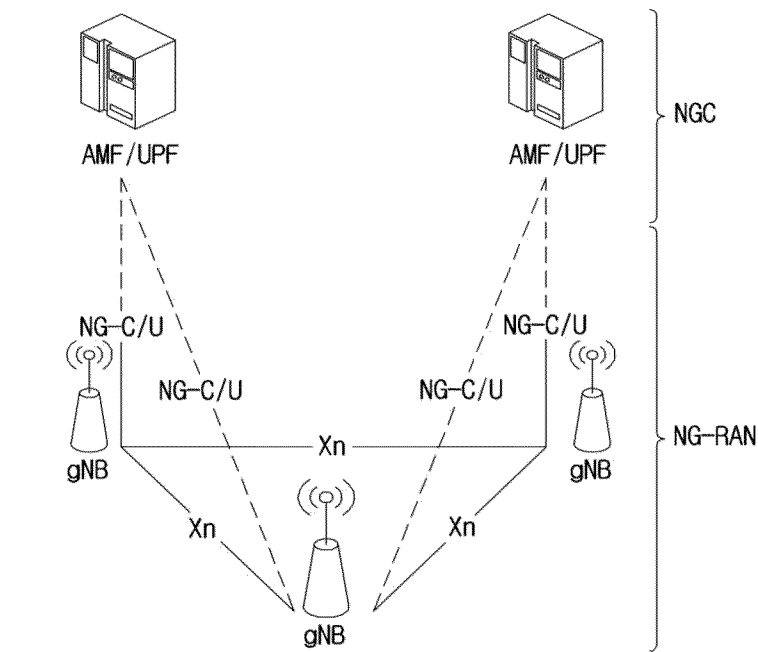 AMF/UPF
AMF/UPF
NGC
NG-C/U
NG-C/U
NG-C/U
NG-C/U
gNB
Xn
gNB
NG-RAN
Xn
Xn
gNB